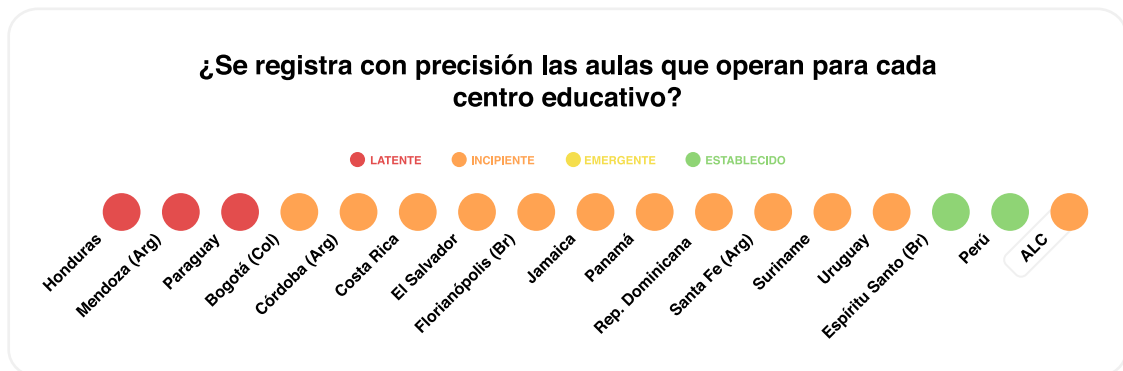 ¿Se registra con precisión las aulas que operan para cada
centro educativo?
LATENTE
INCIPIENTE
EMERGENTE
ESTABLECIDO
Honduras
Mendoza (Arg)
Paraguay
Bogotá (Col)
Córdoba (Arg)
Costa Rica
El Salvador
Florianópolis (Br)
Jamaica
Panamá
Rep. Dominicana
Santa Fe (Arg)
Suriname
Uruguay
Espíritu Santo (Br)
Perú
ALC